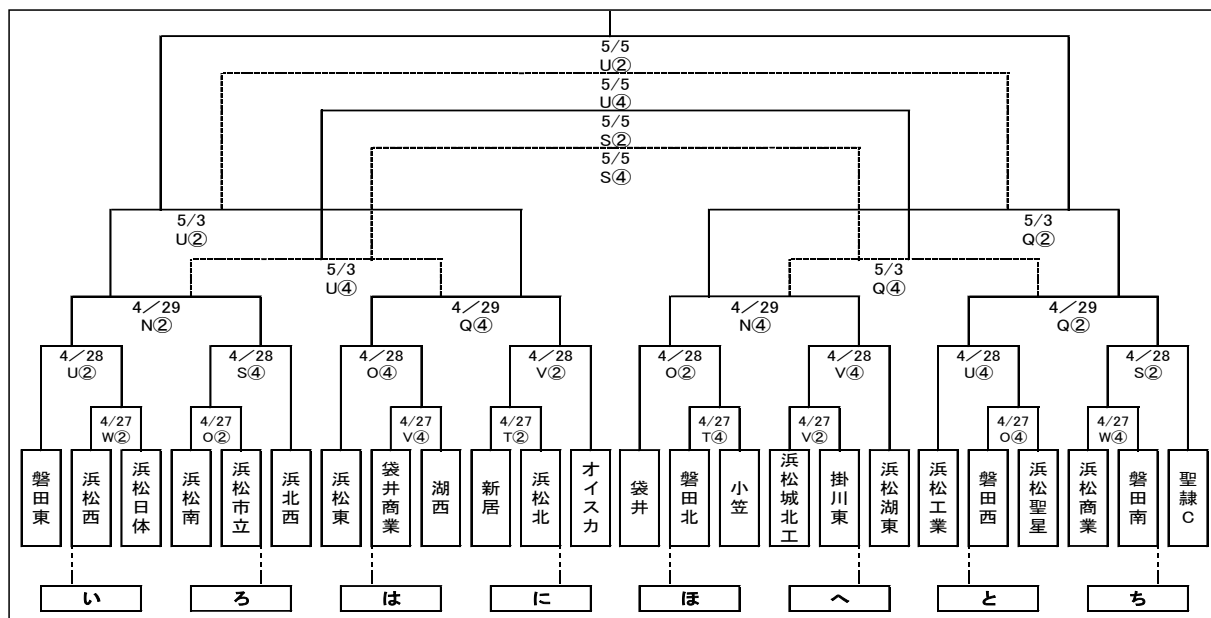 5/5
U②
5/5
U④
5/5
S②
5/5
S④
5/3
U②
5/3
Q②
5/3
U④
5/3
Q④
4/29
N②
4/29
Q④
4/29
N④
4/29
Q②
4/28
U②
4/28
S④
4/28
O④
4/28
V②
4/28
O②
4/28
V④
4/28
U④
4/28
S②
4/27
W②
4/27
O②
4/27
V④
4/27
T②
4/27
T④
4/27
V②
4/27
O④
4/27
W④
磐田東
浜松西
浜松日体
浜松南
浜松市立
浜北西
浜松東
袋井商業
湖西
新居
浜松北
オイスカ
袋井
磐田北
小笠
浜松城北工
掛川東
浜松湖東
浜松工業
磐田西
浜松聖星
浜松商業
磐田南
聖隷C
い
ろ
は
に
ほ
へ
と
ち